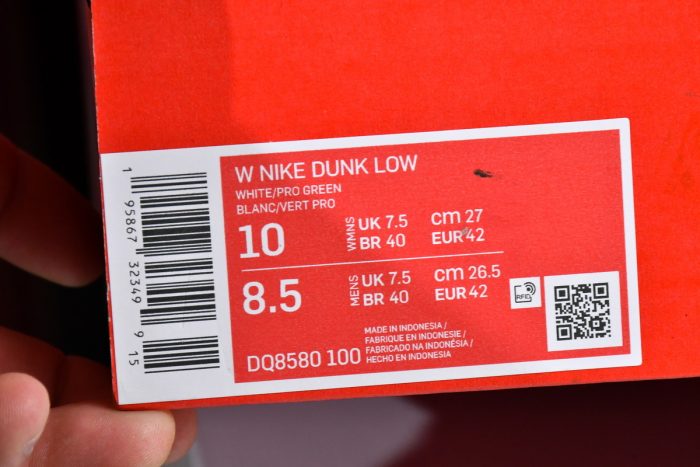 W NIKE DUNK LOW
WHITE/PRO GREEN
BLANC/VERT PRO
10 WMNS UK 7.5 cm 27
BR 40 EUR 42
8.5 MENS UK 7.5 cm 26.5
BR 40 EUR 42
RFID
MADE IN INDONESIA /
FABRIQUE EN INDONESIE /
FABRICADO NA INDONÉSIA /
HECHO EN INDONESIA
DQ8580 100
1 95867 32349 9 15